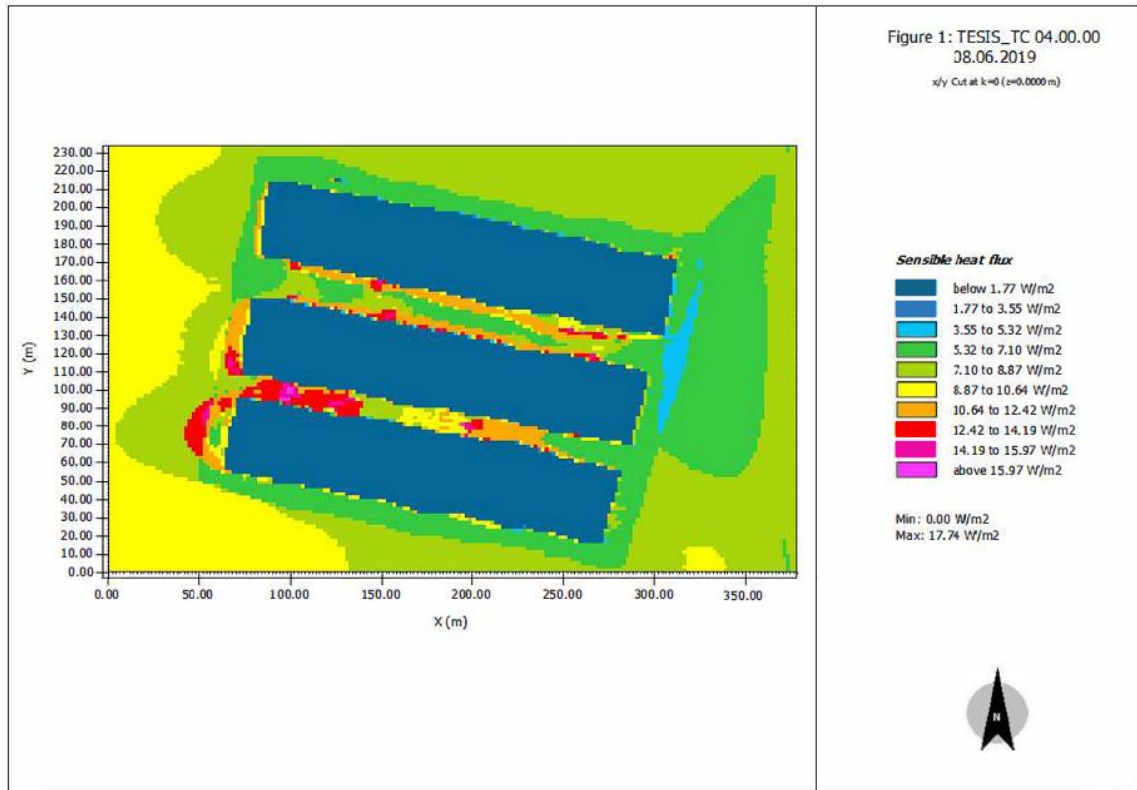 Figure 1: TESIS_TC 04.00.00
08.06.2019
x/y Cut at k=0 (z=0.0000 m)
230.00
220.00
210.00
200.00
190.00
180.00
170.00
160.00
150.00
140.00
130.00
120.00
110.00
100.00
90.00
80.00
70.00
60.00
50.00
40.00
30.00
20.00
10.00
0.00
Y (m)
0.00 50.00 100.00 150.00 200.00 250.00 300.00 350.00
X (m)
Sensible heat flux
below 1.77 W/m2
1.77 to 3.55 W/m2
3.55 to 5.32 W/m2
5.32 to 7.10 W/m2
7.10 to 8.87 W/m2
8.87 to 10.64 W/m2
10.64 to 12.42 W/m2
12.42 to 14.19 W/m2
14.19 to 15.97 W/m2
above 15.97 W/m2
Min: 0.00 W/m2
Max: 17.74 W/m2
N